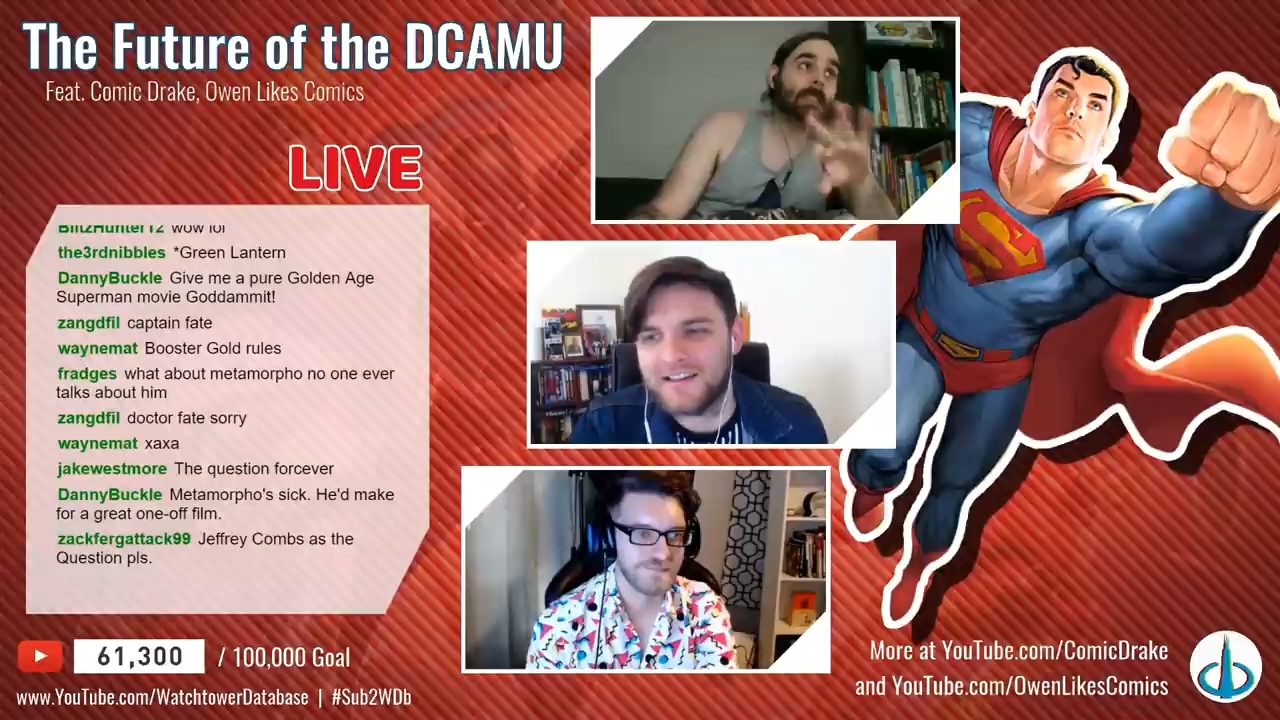 The Future of the DCAMU
Feat. Comic Drake, Owen Likes Comics
LIVE
BlitzHunter12 wow lol
the3rdnibbles *Green Lantern
DannyBuckle Give me a pure Golden Age
Superman movie Goddammit!
zangdfil captain fate
waynemat Booster Gold rules
fradges what about metamorpho no one ever
talks about him
zangdfil doctor fate sorry
waynemat xaxa
jakewestmore The question forcever
DannyBuckle Metamorpho's sick. He'd make
for a great one-off film.
zackfergattack99 Jeffrey Combs as the
Question pls.
61,300 / 100,000 Goal
www.YouTube.com/WatchtowerDatabase | #Sub2WDb
More at YouTube.com/ComicDrake
and YouTube.com/OwenLikesComics